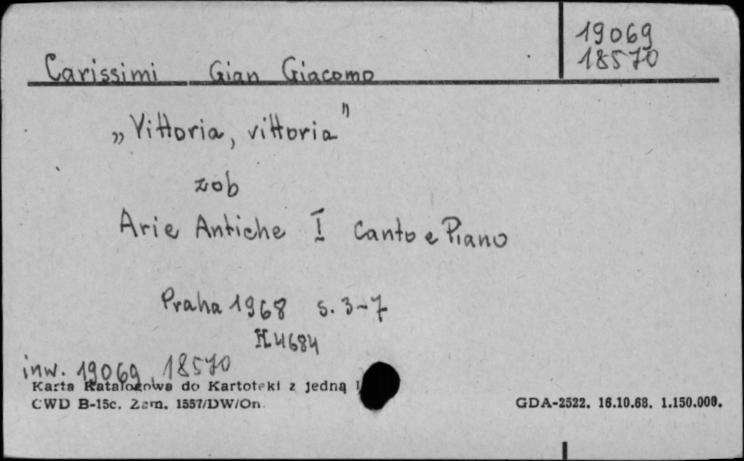 19069
18570
Carissimi Gian Giacomo
„Vittoria, vittoria"
zob
Arie Antiche I Canto e Piano
Praha 1968 s. 3-7
H 4684
inw. 19069, 18570
Karta Katalogowa do Kartoteki z jedną
CWD B-15c. Zam. 1557/DW/On.
GDA-2522. 16.10.68. 1.150.000.